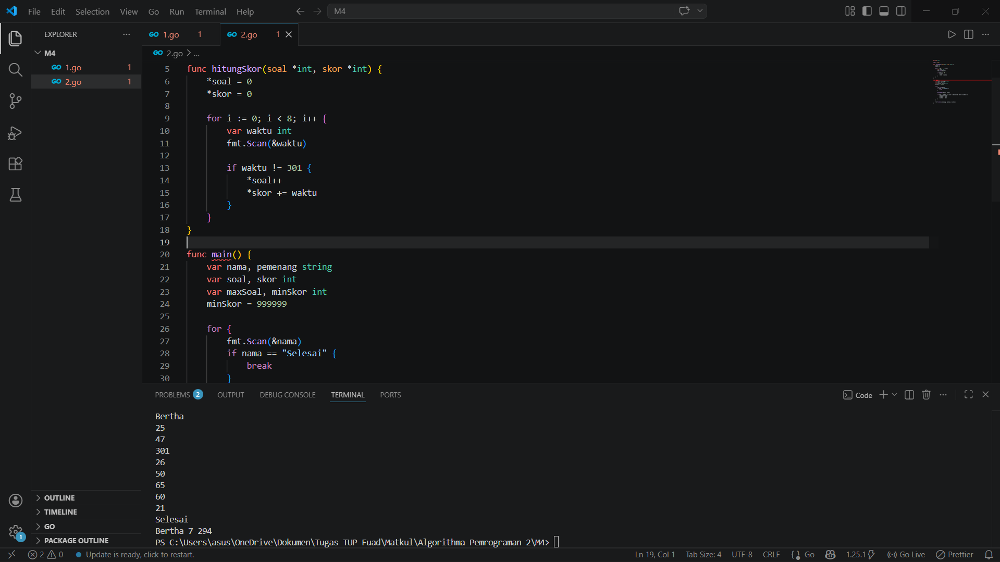 File Edit Selection View Go Run Terminal Help M4
EXPLORER
M4
1.go 1
2.go 1
OUTLINE
TIMELINE
GO
PACKAGE OUTLINE
1
1.go 1 2.go 1
2.go > ...
5 func hitungSkor(soal *int, skor *int) {
6 *soal = 0
7 *skor = 0
8
9 for i := 0; i < 8; i++ {
10 var waktu int
11 fmt.Scan(&waktu)
12
13 if waktu != 301 {
14 *soal++
15 *skor += waktu
16 }
17 }
18 }
19
20 func main() {
21 var nama, pemenang string
22 var soal, skor int
23 var maxSoal, minSkor int
24 minSkor = 999999
25
26 for {
27 fmt.Scan(&nama)
28 if nama == "Selesai" {
29 break
30 }
PROBLEMS 2 OUTPUT DEBUG CONSOLE TERMINAL PORTS Code
Bertha
25
47
301
26
50
65
60
21
Selesai
Bertha 7 294
PS C:\Users\asus\OneDrive\Dokumen\Tugas TUP Fuad\Matkul\Algorithma Pemrograman 2\M4>
2 0 Update is ready, click to restart. Ln 19, Col 1 Tab Size: 4 UTF-8 CRLF Go 1.25.1 Go Live Prettier